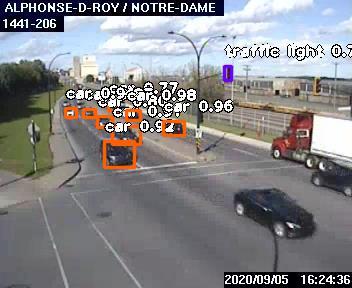 ALPHONSE-D-ROY / NOTRE-DAME
1441-206
traffic light 0.7
car 0.98
car 0.96
car 0.92
2020/09/05 16:24:36